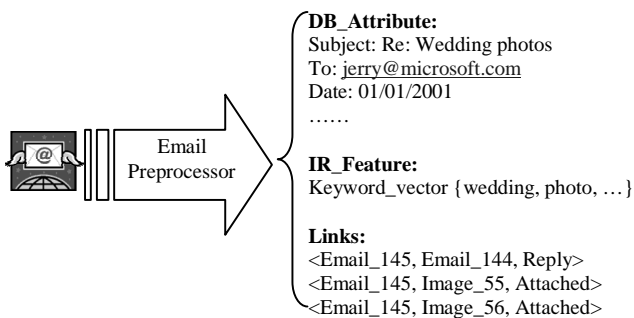 DB_Attribute:
Subject: Re: Wedding photos
To: jerry@microsoft.com
Date: 01/01/2001
……
@
Email
Preprocessor
IR_Feature:
Keyword_vector {wedding, photo, …}
Links:
<Email_145, Email_144, Reply>
<Email_145, Image_55, Attached>
<Email_145, Image_56, Attached>